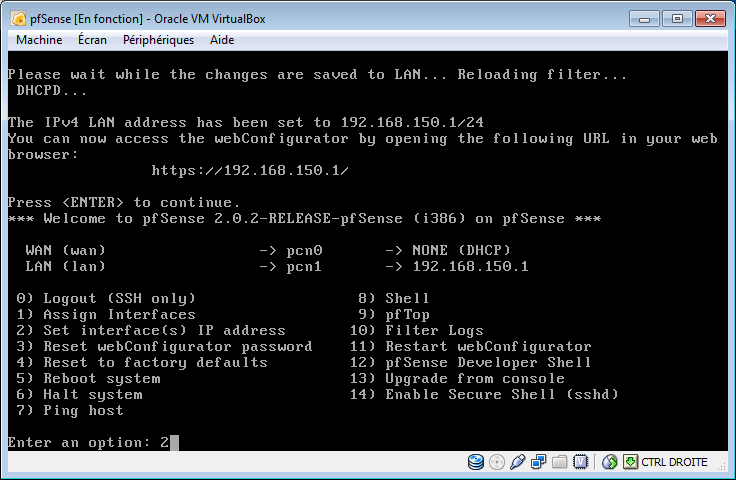 pfSense [En fonction] - Oracle VM VirtualBox
Machine Écran Périphériques Aide
Please wait while the changes are saved to LAN... Reloading filter...
DHCPD...
The IPv4 LAN address has been set to 192.168.150.1/24
You can now access the webConfigurator by opening the following URL in your web
browser:
https://192.168.150.1/
Press <ENTER> to continue.
*** Welcome to pfSense 2.0.2-RELEASE-pfSense (i386) on pfSense ***
WAN (wan) -> pcn0 -> NONE (DHCP)
LAN (lan) -> pcn1 -> 192.168.150.1
0) Logout (SSH only) 8) Shell
1) Assign Interfaces 9) pfTop
2) Set interface(s) IP address 10) Filter Logs
3) Reset webConfigurator password 11) Restart webConfigurator
4) Reset to factory defaults 12) pfSense Developer Shell
5) Reboot system 13) Upgrade from console
6) Halt system 14) Enable Secure Shell (sshd)
7) Ping host
Enter an option: 2
CTRL DROITE